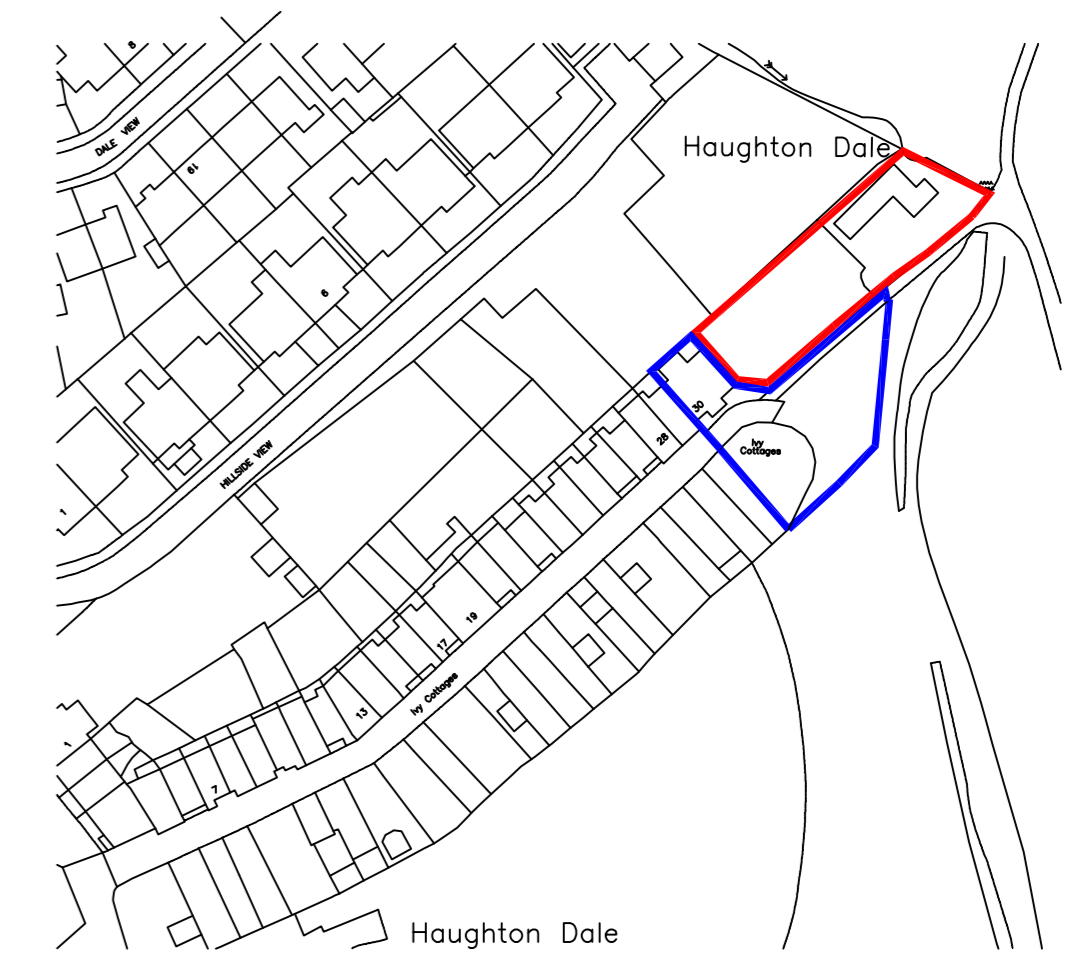 8
DALE VIEW
Haughton Dale
19
6
30
28
Ivy
Cottages
HILLSIDE VIEW
1
19
17
Ivy Cottages
13
1
7
Haughton Dale